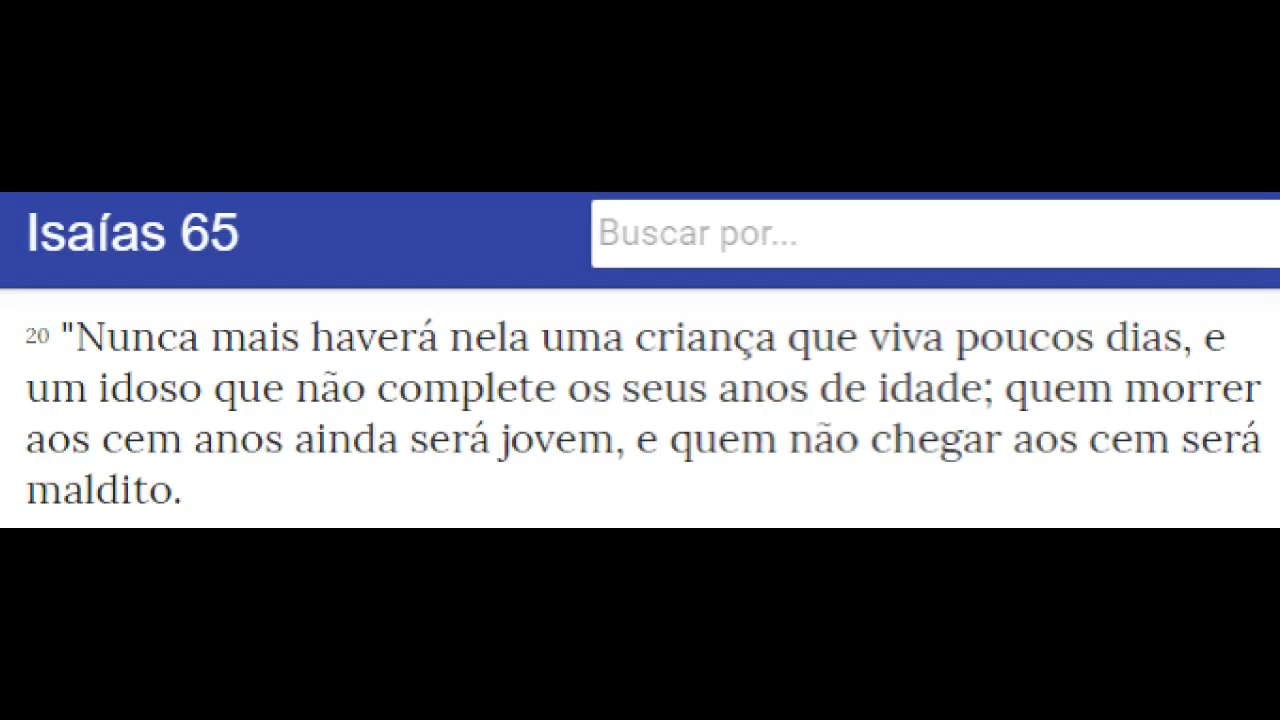 Isaías 65
Buscar por...
20 "Nunca mais haverá nela uma criança que viva poucos dias, e
um idoso que não complete os seus anos de idade; quem morrer
aos cem anos ainda será jovem, e quem não chegar aos cem será
maldito.